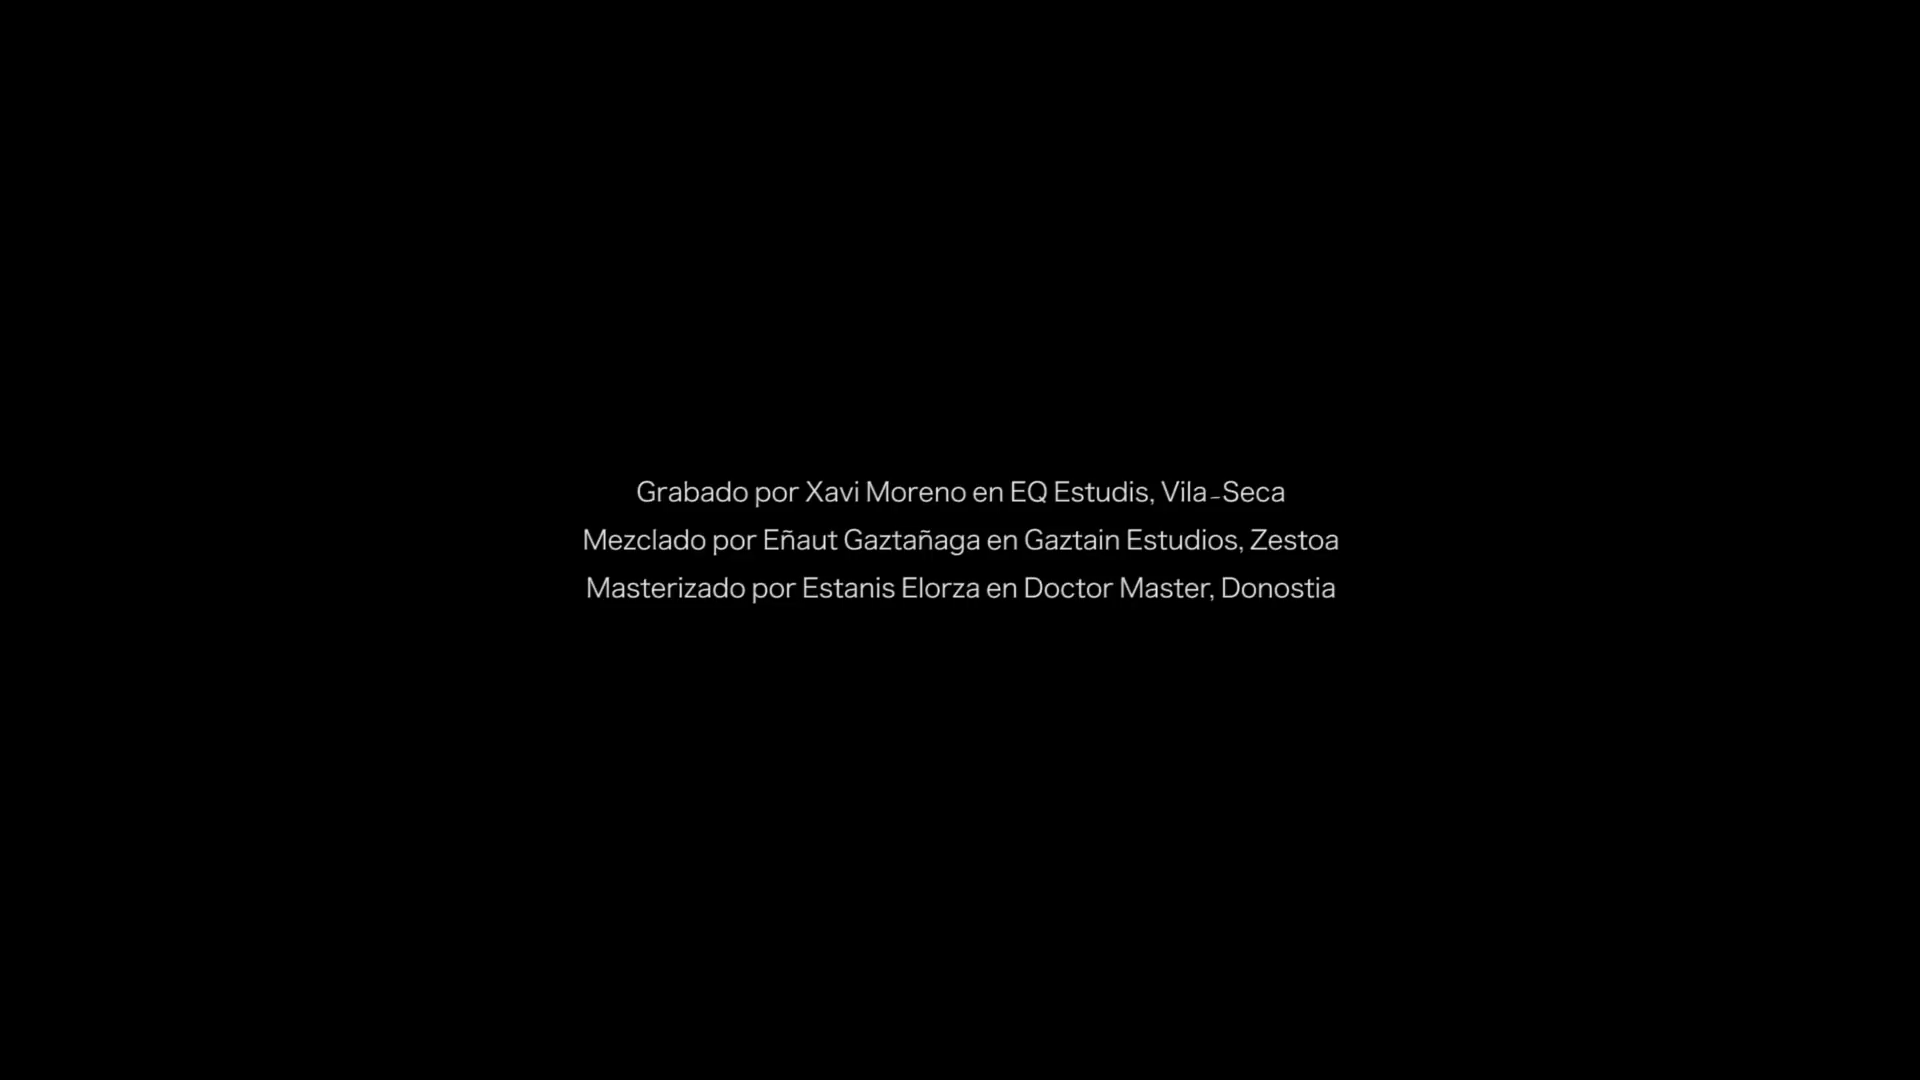 Grabado por Xavi Moreno en EQ Estudis, Vila-Seca
Mezclado por Eñaut Gaztañaga en Gaztain Estudios, Zestoa
Masterizado por Estanis Elorza en Doctor Master, Donostia